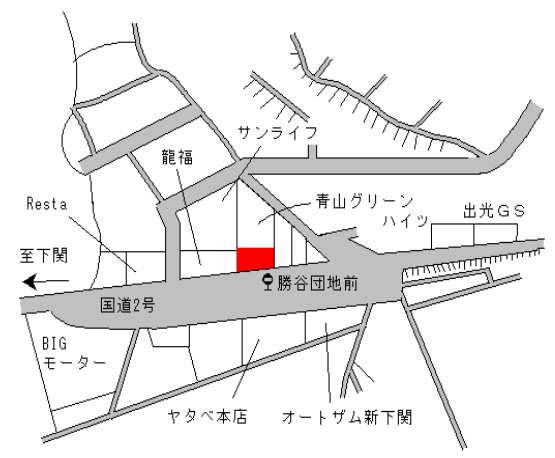 サンライフ
龍福
Resta
青山グリーン
ハイツ
出光GS
至下関
勝谷団地前
国道2号
BIG
モーター
ヤタベ本店
オートザム新下関